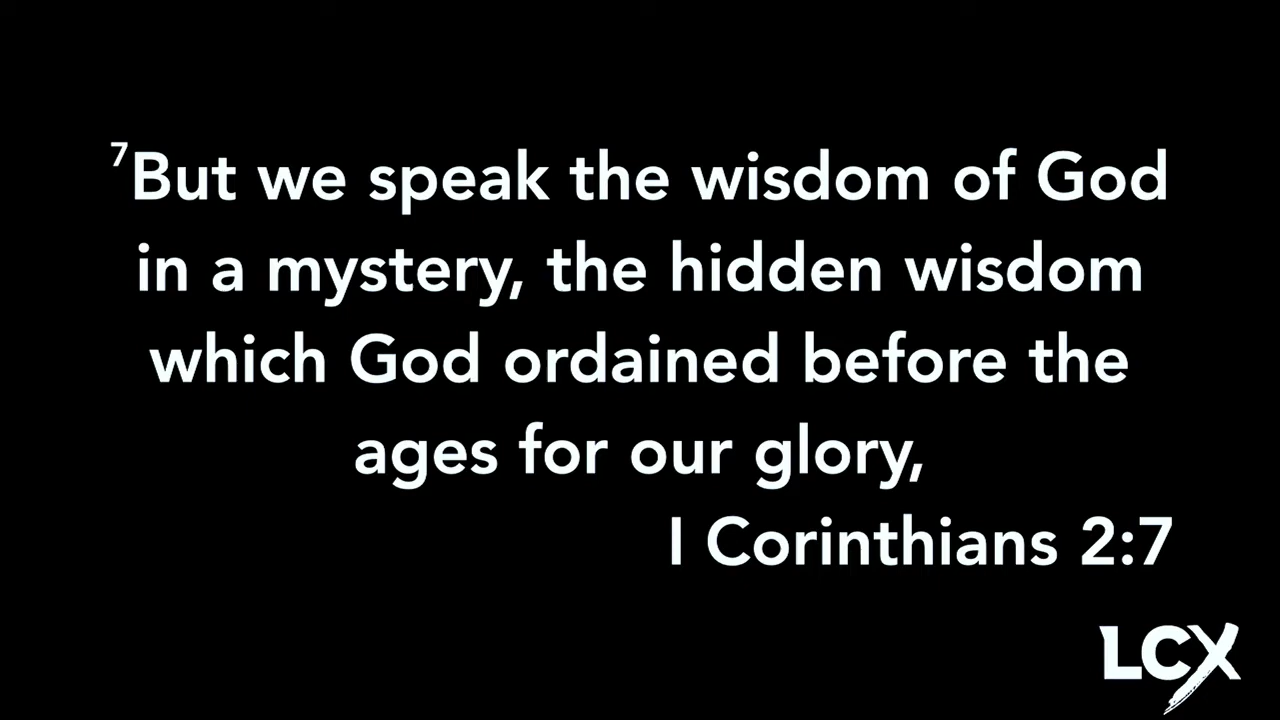 ⁷But we speak the wisdom of God
in a mystery, the hidden wisdom
which God ordained before the
ages for our glory,
I Corinthians 2:7
LCX